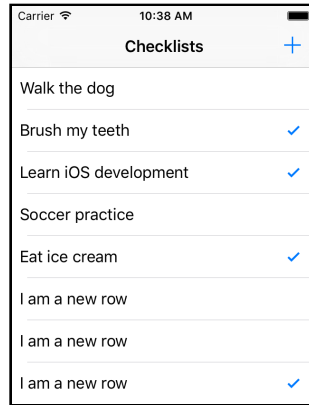 Carrier 10:38 AM
Checklists +
Walk the dog
Brush my teeth
Learn iOS development
Soccer practice
Eat ice cream
I am a new row
I am a new row
I am a new row